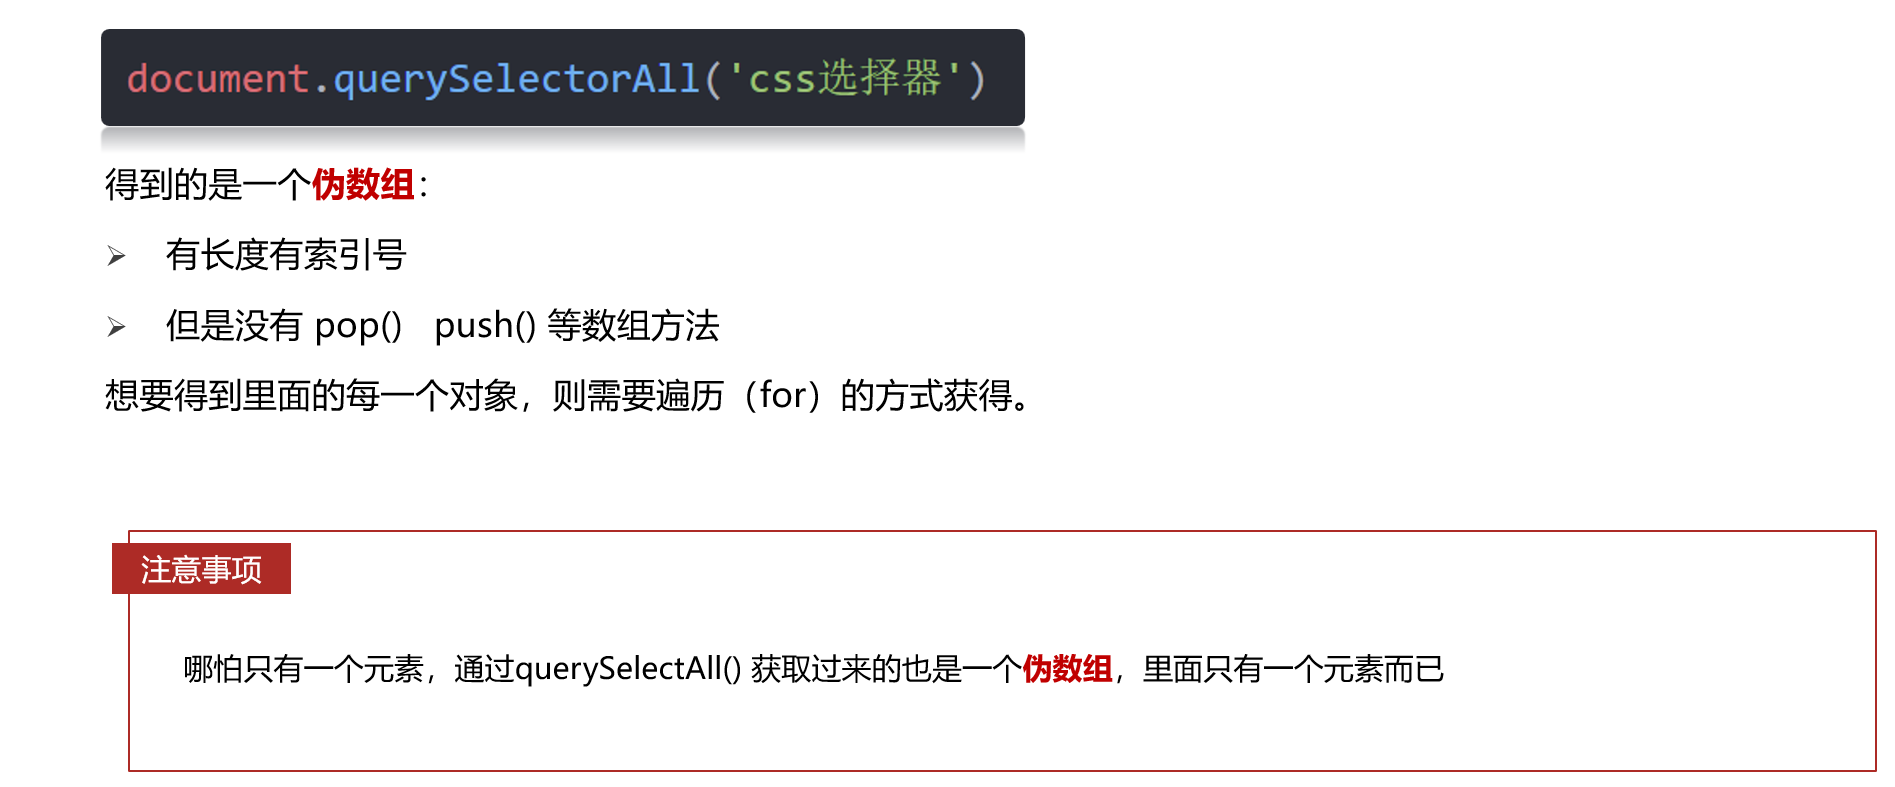 document.querySelectorAll('css选择器')
得到的是一个伪数组：
➢ 有长度有索引号
➢ 但是没有 pop() push() 等数组方法
想要得到里面的每一个对象，则需要遍历（for）的方式获得。
注意事项
哪怕只有一个元素，通过querySelectAll() 获取过来的也是一个伪数组，里面只有一个元素而已